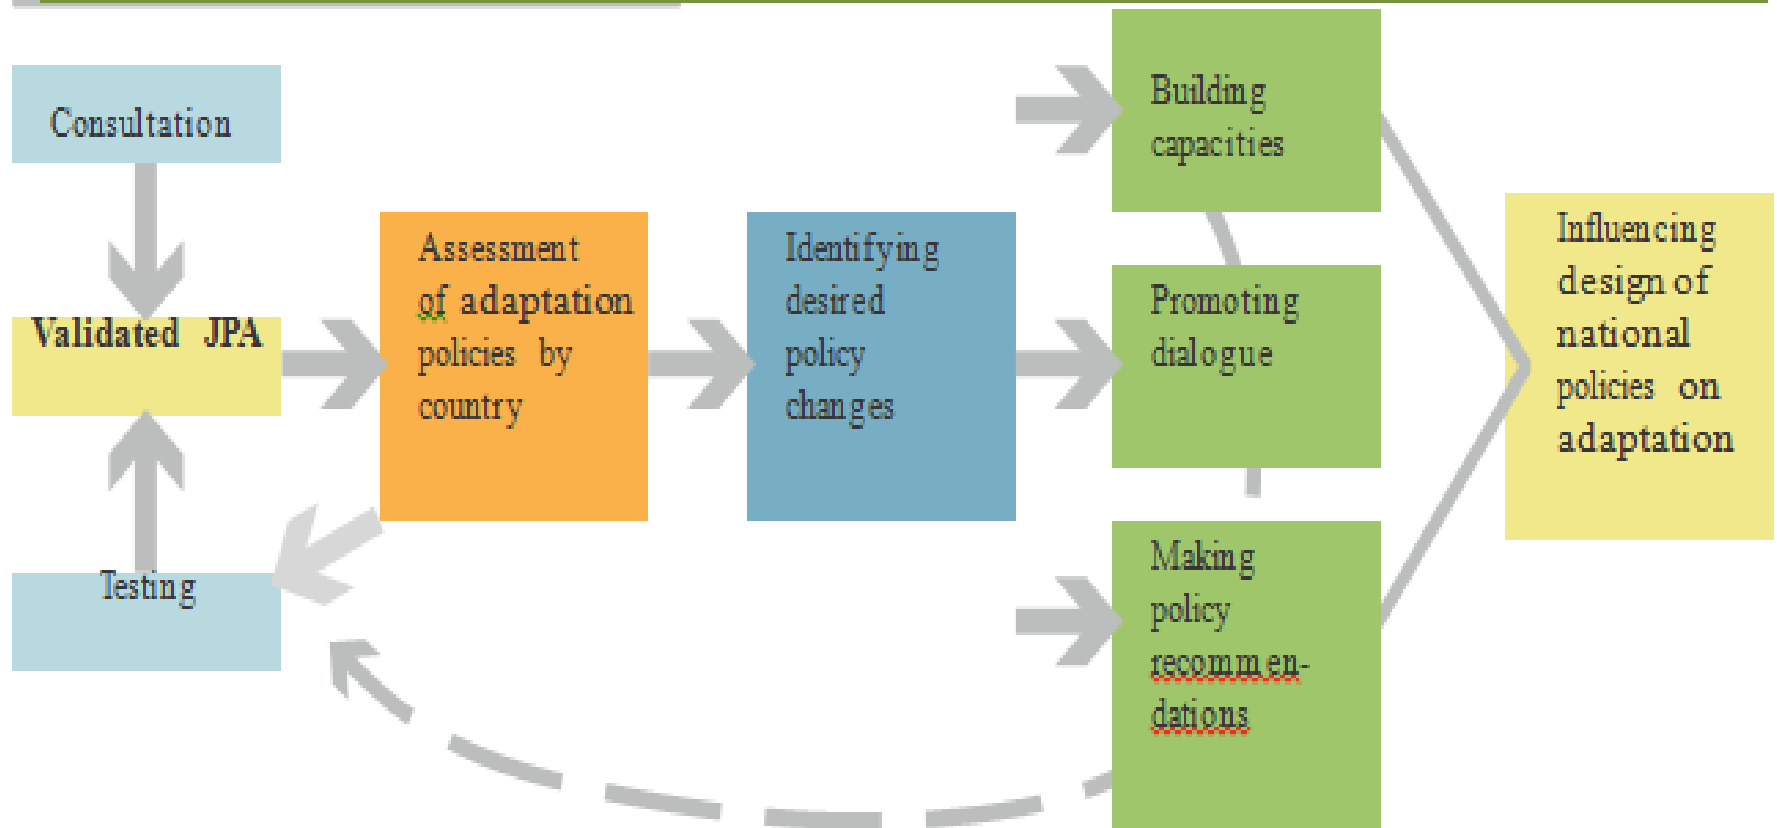 Consultation
Validated JPA
Testing
Assessment
of adaptation
policies by
country
Identifying
desired
policy
changes
Building
capacities
Promoting
dialogue
Making
policy
recommen-
dations
Influencing
design of
national
policies on
adaptation